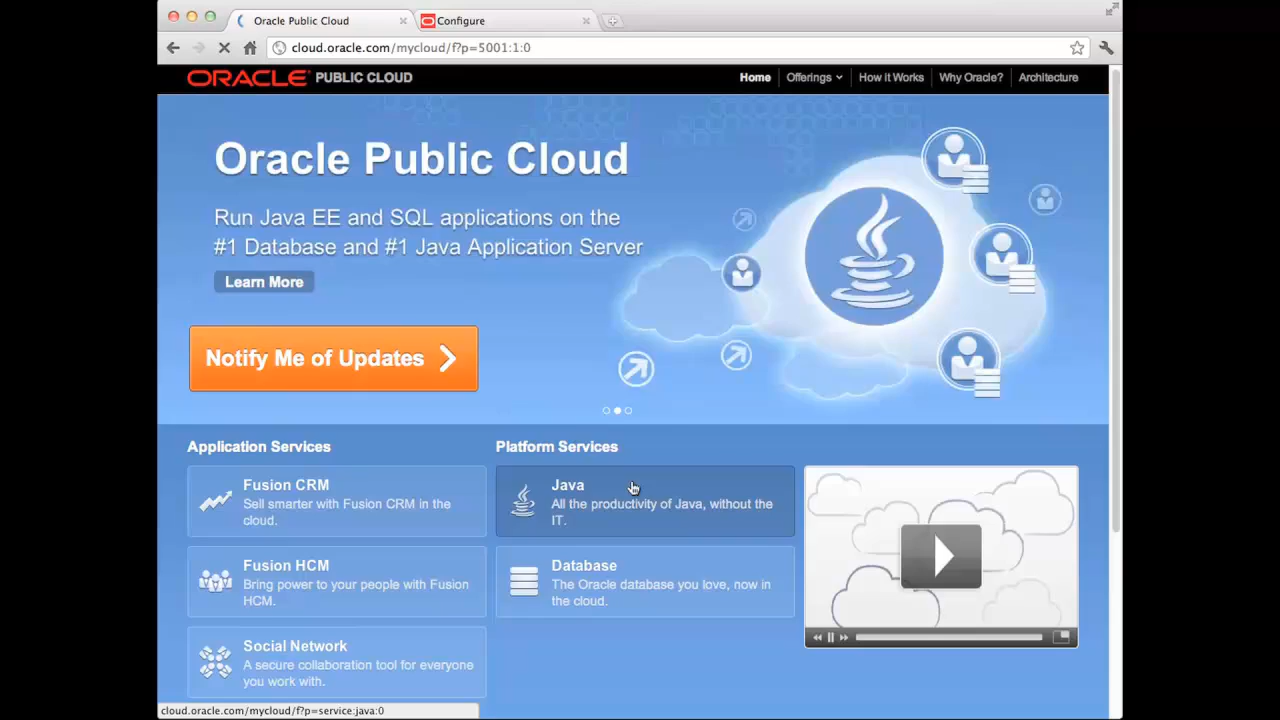 Oracle Public Cloud
Configure
cloud.oracle.com/mycloud/f?p=5001:1:0
ORACLE PUBLIC CLOUD
Home
Offerings
How it Works
Why Oracle?
Architecture
Oracle Public Cloud
Run Java EE and SQL applications on the
#1 Database and #1 Java Application Server
Learn More
Notify Me of Updates
Application Services
Fusion CRM
Sell smarter with Fusion CRM in the
cloud.
Fusion HCM
Bring power to your people with Fusion
HCM.
Social Network
A secure collaboration tool for everyone
you work with.
Platform Services
Java
All the productivity of Java, without the
IT.
Database
The Oracle database you love, now in
the cloud.
cloud.oracle.com/mycloud/f?p=service:java:0